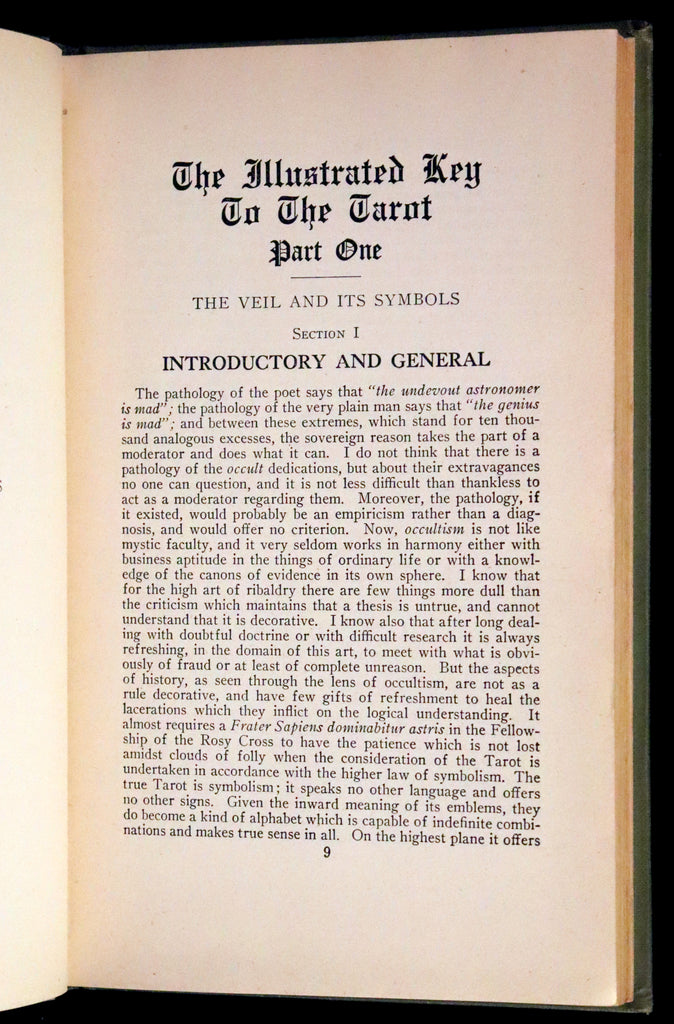 The Illustrated Key
To The Tarot
Part One
THE VEIL AND ITS SYMBOLS
SECTION I
INTRODUCTORY AND GENERAL
The pathology of the poet says that "the undevout astronomer
is mad"; the pathology of the very plain man says that "the genius
is mad"; and between these extremes, which stand for ten thou-
sand analogous excesses, the sovereign reason takes the part of a
moderator and does what it can. I do not think that there is a
pathology of the occult dedications, but about their extravagances
no one can question, and it is not less difficult than thankless to
act as a moderator regarding them. Moreover, the pathology, if
it existed, would probably be an empiricism rather than a diag-
nosis, and would offer no criterion. Now, occultism is not like
mystic faculty, and it very seldom works in harmony either with
business aptitude in the things of ordinary life or with a knowl-
edge of the canons of evidence in its own sphere. I know that
for the high art of ribaldry there are few things more dull than
the criticism which maintains that a thesis is untrue, and cannot
understand that it is decorative. I know also that after long deal-
ing with doubtful doctrine or with difficult research it is always
refreshing, in the domain of this art, to meet with what is obvi-
ously of fraud or at least of complete unreason. But the aspects
of history, as seen through the lens of occultism, are not as a
rule decorative, and have few gifts of refreshment to heal the
lacerations which they inflict on the logical understanding. It
almost requires a Frater Sapiens dominabitur astris in the Fellow-
ship of the Rosy Cross to have the patience which is not lost
amidst clouds of folly when the consideration of the Tarot is
undertaken in accordance with the higher law of symbolism. The
true Tarot is symbolism; it speaks no other language and offers
no other signs. Given the inward meaning of its emblems, they
do become a kind of alphabet which is capable of indefinite combi-
nations and makes true sense in all. On the highest plane it offers
9